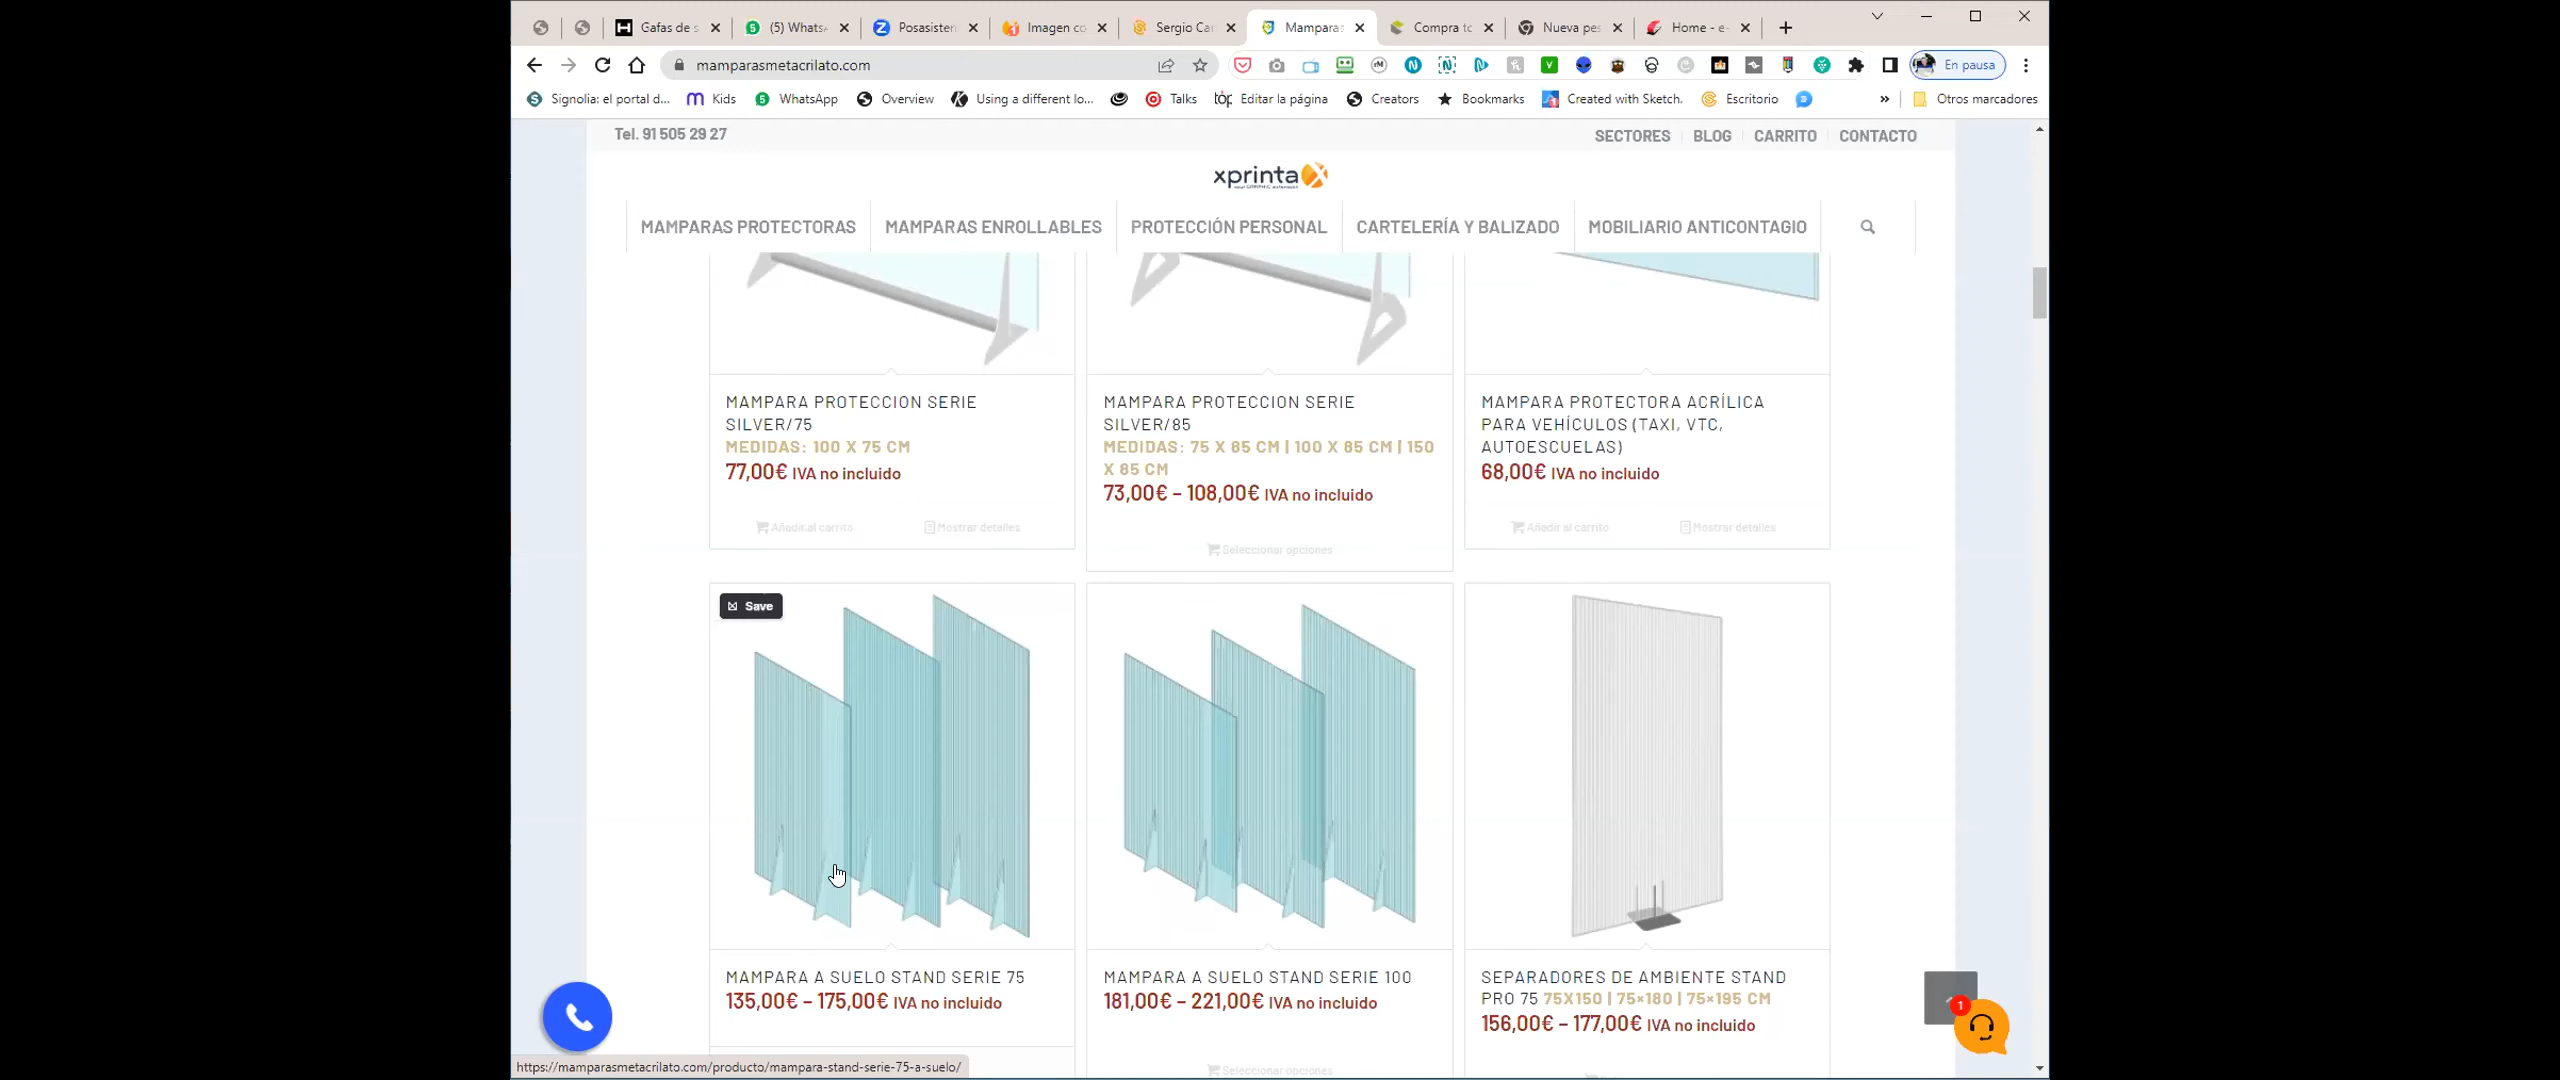 Gafas de s
(5) Whats
Posasisten
Imagen co
Sergio Car
Mamparas
Compra to
Nueva pes
Home - e-
mamparasmetacrilato.com
En pausa
Signolia: el portal d...
Kids
WhatsApp
Overview
Using a different lo...
Talks
Editar la página
Creators
Bookmarks
Created with Sketch.
Escritorio
»
Otros marcadores
Tel. 91 505 29 27
SECTORES
BLOG
CARRITO
CONTACTO
xprinta
MAMPARAS PROTECTORAS
MAMPARAS ENROLLABLES
PROTECCIÓN PERSONAL
CARTELERÍA Y BALIZADO
MOBILIARIO ANTICONTAGIO
MAMPARA PROTECCION SERIE
SILVER/75
MEDIDAS: 100 X 75 CM
77,00€ IVA no incluido
Añadir al carrito
Mostrar detalles
MAMPARA PROTECCION SERIE
SILVER/85
MEDIDAS: 75 X 85 CM | 100 X 85 CM | 150
X 85 CM
73,00€ – 108,00€ IVA no incluido
Seleccionar opciones
MAMPARA PROTECTORA ACRÍLICA
PARA VEHÍCULOS (TAXI, VTC,
AUTOESCUELAS)
68,00€ IVA no incluido
Añadir al carrito
Mostrar detalles
Save
MAMPARA A SUELO STAND SERIE 75
135,00€ – 175,00€ IVA no incluido
MAMPARA A SUELO STAND SERIE 100
181,00€ – 221,00€ IVA no incluido
Seleccionar opciones
SEPARADORES DE AMBIENTE STAND
PRO 75 75X150 | 75×180 | 75×195 CM
156,00€ – 177,00€ IVA no incluido
1
https://mamparasmetacrilato.com/producto/mampara-stand-serie-75-a-suelo/